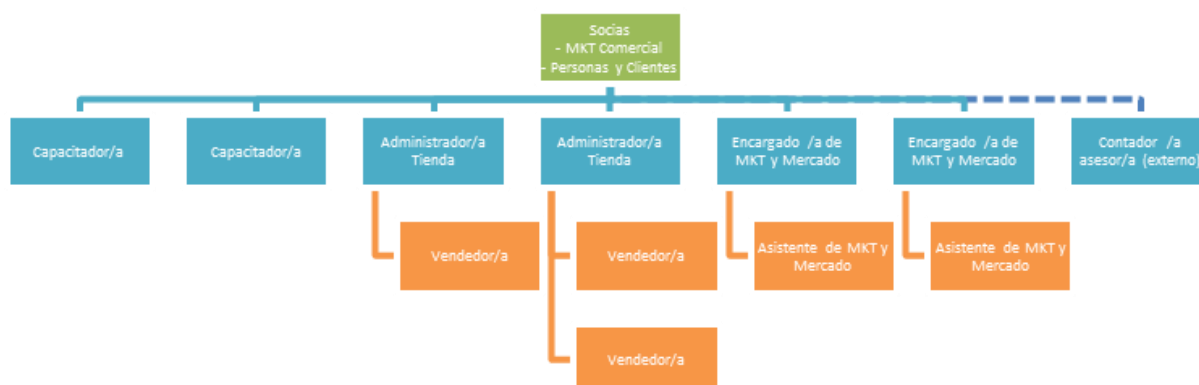 Socias
- MKT Comercial
- Personas y Clientes
Capacitador/a
Capacitador/a
Administrador/a
Tienda
Administrador/a
Tienda
Encargado /a de
MKT y Mercado
Encargado /a de
MKT y Mercado
Contador /a
asesor/a (externo)
Vendedor/a
Vendedor/a
Asistente de MKT y
Mercado
Asistente de MKT y
Mercado
Vendedor/a